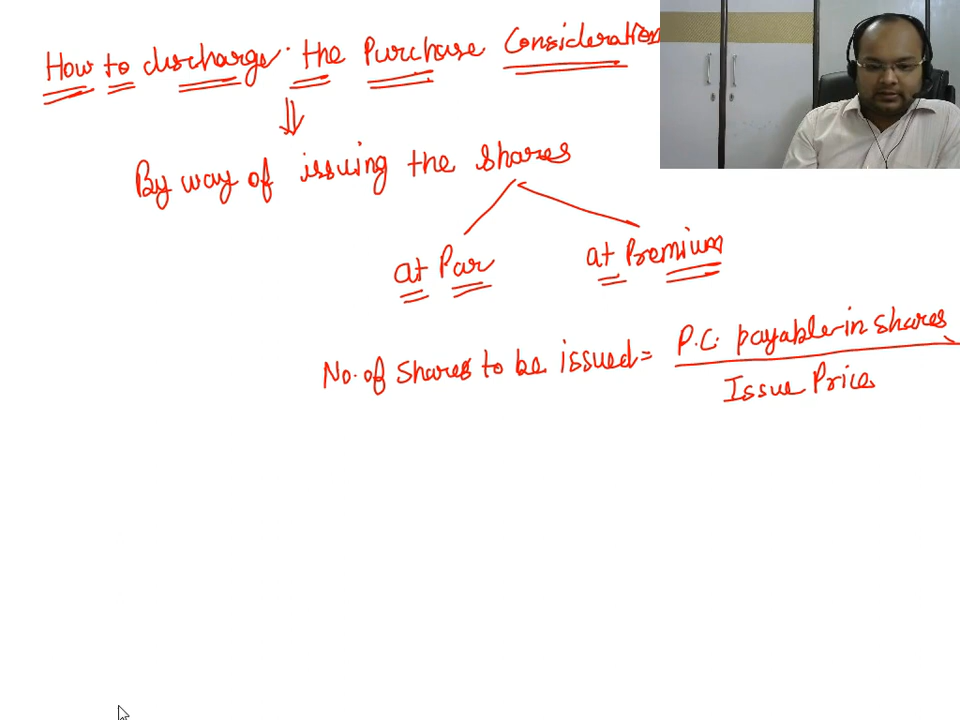 How to discharge the Purchase Consideration
By way of issuing the shares
at Par
at Premium
No. of shares to be issued = P.C. payable in shares
Issue Price